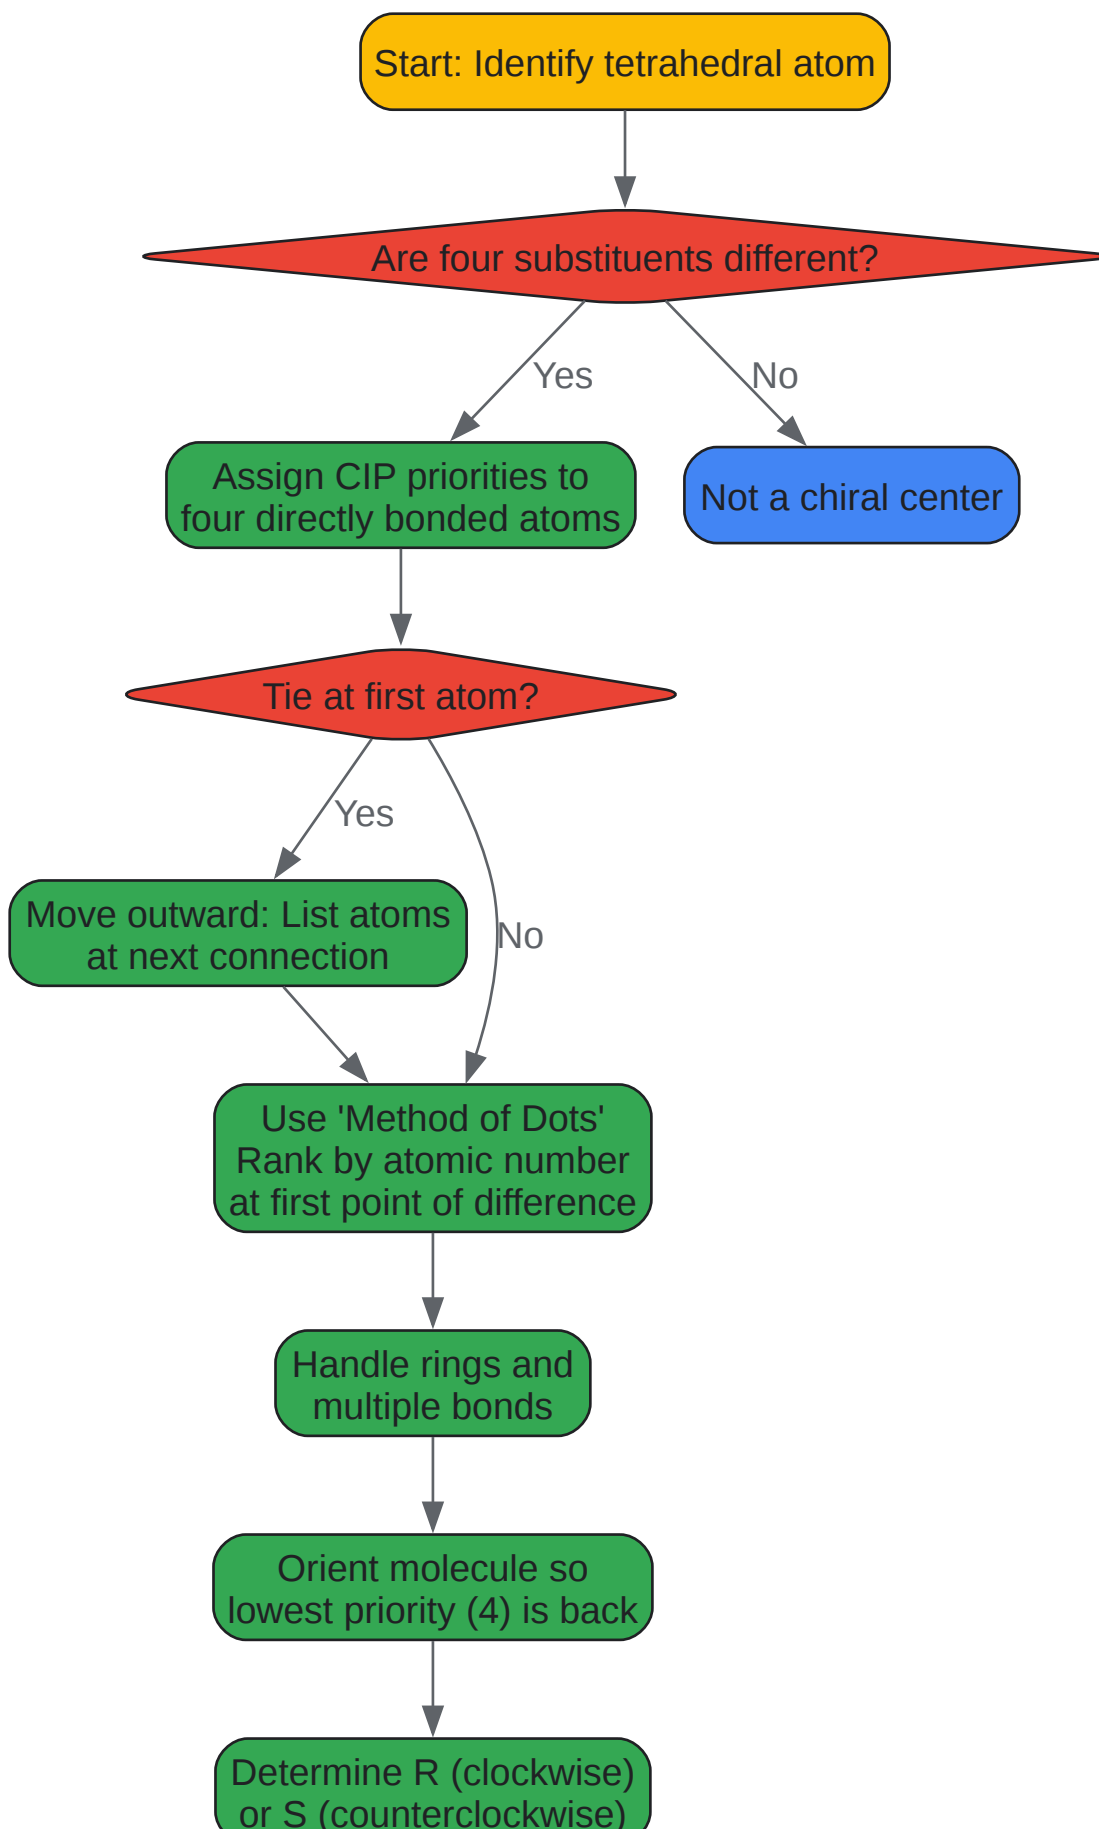 Start: Identify tetrahedral atom
Are four substituents different?
Yes
No
Assign CIP priorities to
four directly bonded atoms
Not a chiral center
Tie at first atom?
Yes
Move outward: List atoms
at next connection
No
Use 'Method of Dots'
Rank by atomic number
at first point of difference
Handle rings and
multiple bonds
Orient molecule so
lowest priority (4) is back
Determine R (clockwise)
or S (counterclockwise)